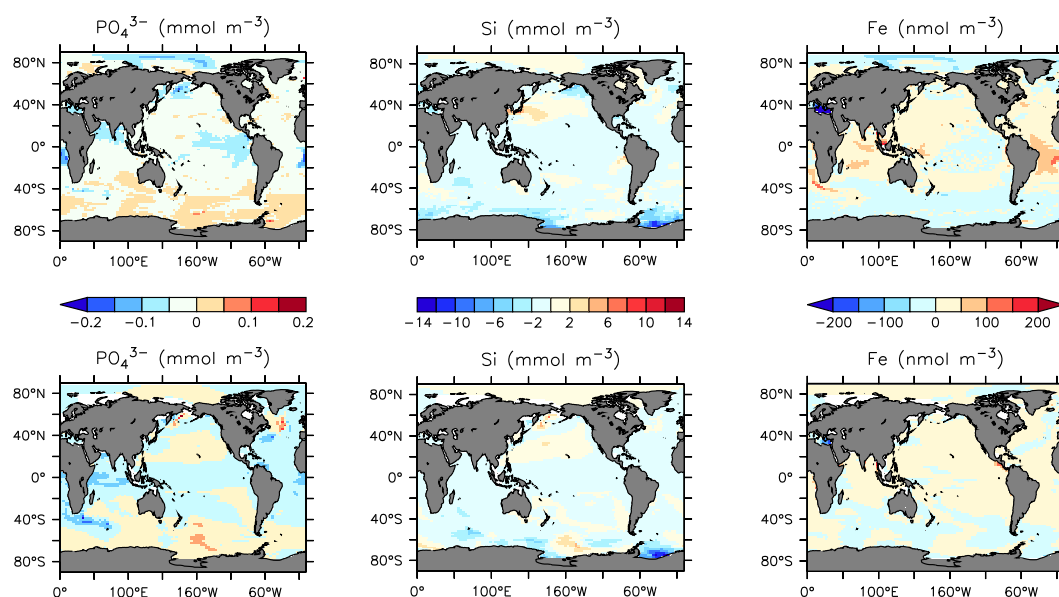 PO₄³⁻ (mmol m⁻³) Si (mmol m⁻³) Fe (nmol m⁻³)
80°N 80°N 80°N
40°N 40°N 40°N
0° 0° 0°
40°S 40°S 40°S
80°S 80°S 80°S
0° 100°E 160°W 60°W 0° 100°E 160°W 60°W 0° 100°E 160°W 60°W
−0.2 −0.1 0 0.1 0.2 −14 −10 −6 −2 2 6 10 14 −200 −100 0 100 200
PO₄³⁻ (mmol m⁻³) Si (mmol m⁻³) Fe (nmol m⁻³)
80°N 80°N 80°N
40°N 40°N 40°N
0° 0° 0°
40°S 40°S 40°S
80°S 80°S 80°S
0° 100°E 160°W 60°W 0° 100°E 160°W 60°W 0° 100°E 160°W 60°W